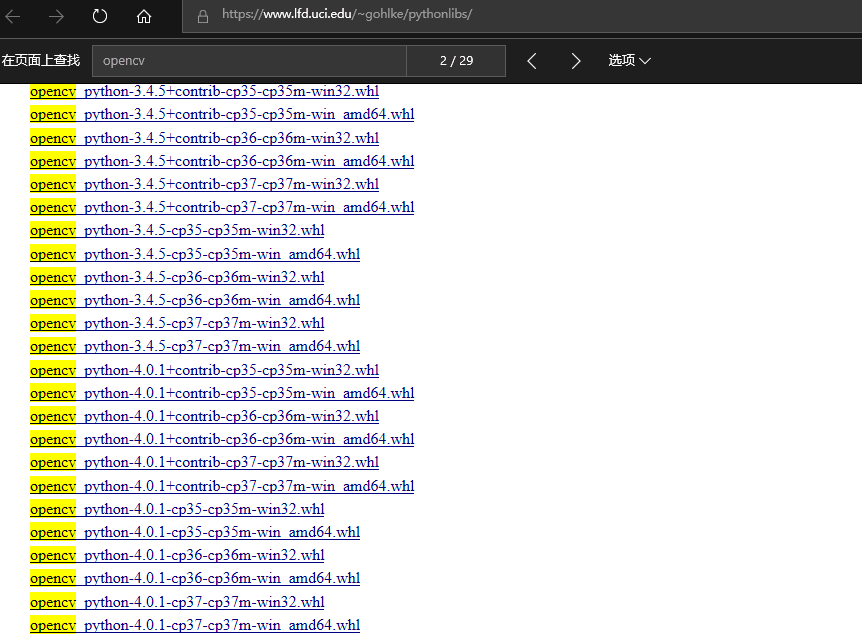 https://www.lfd.uci.edu/~gohlke/pythonlibs/
在页面上查找 opencv 2 / 29 选项
opencv_python-3.4.5+contrib-cp35-cp35m-win32.whl
opencv_python-3.4.5+contrib-cp35-cp35m-win_amd64.whl
opencv_python-3.4.5+contrib-cp36-cp36m-win32.whl
opencv_python-3.4.5+contrib-cp36-cp36m-win_amd64.whl
opencv_python-3.4.5+contrib-cp37-cp37m-win32.whl
opencv_python-3.4.5+contrib-cp37-cp37m-win_amd64.whl
opencv_python-3.4.5-cp35-cp35m-win32.whl
opencv_python-3.4.5-cp35-cp35m-win_amd64.whl
opencv_python-3.4.5-cp36-cp36m-win32.whl
opencv_python-3.4.5-cp36-cp36m-win_amd64.whl
opencv_python-3.4.5-cp37-cp37m-win32.whl
opencv_python-3.4.5-cp37-cp37m-win_amd64.whl
opencv_python-4.0.1+contrib-cp35-cp35m-win32.whl
opencv_python-4.0.1+contrib-cp35-cp35m-win_amd64.whl
opencv_python-4.0.1+contrib-cp36-cp36m-win32.whl
opencv_python-4.0.1+contrib-cp36-cp36m-win_amd64.whl
opencv_python-4.0.1+contrib-cp37-cp37m-win32.whl
opencv_python-4.0.1+contrib-cp37-cp37m-win_amd64.whl
opencv_python-4.0.1-cp35-cp35m-win32.whl
opencv_python-4.0.1-cp35-cp35m-win_amd64.whl
opencv_python-4.0.1-cp36-cp36m-win32.whl
opencv_python-4.0.1-cp36-cp36m-win_amd64.whl
opencv_python-4.0.1-cp37-cp37m-win32.whl
opencv_python-4.0.1-cp37-cp37m-win_amd64.whl